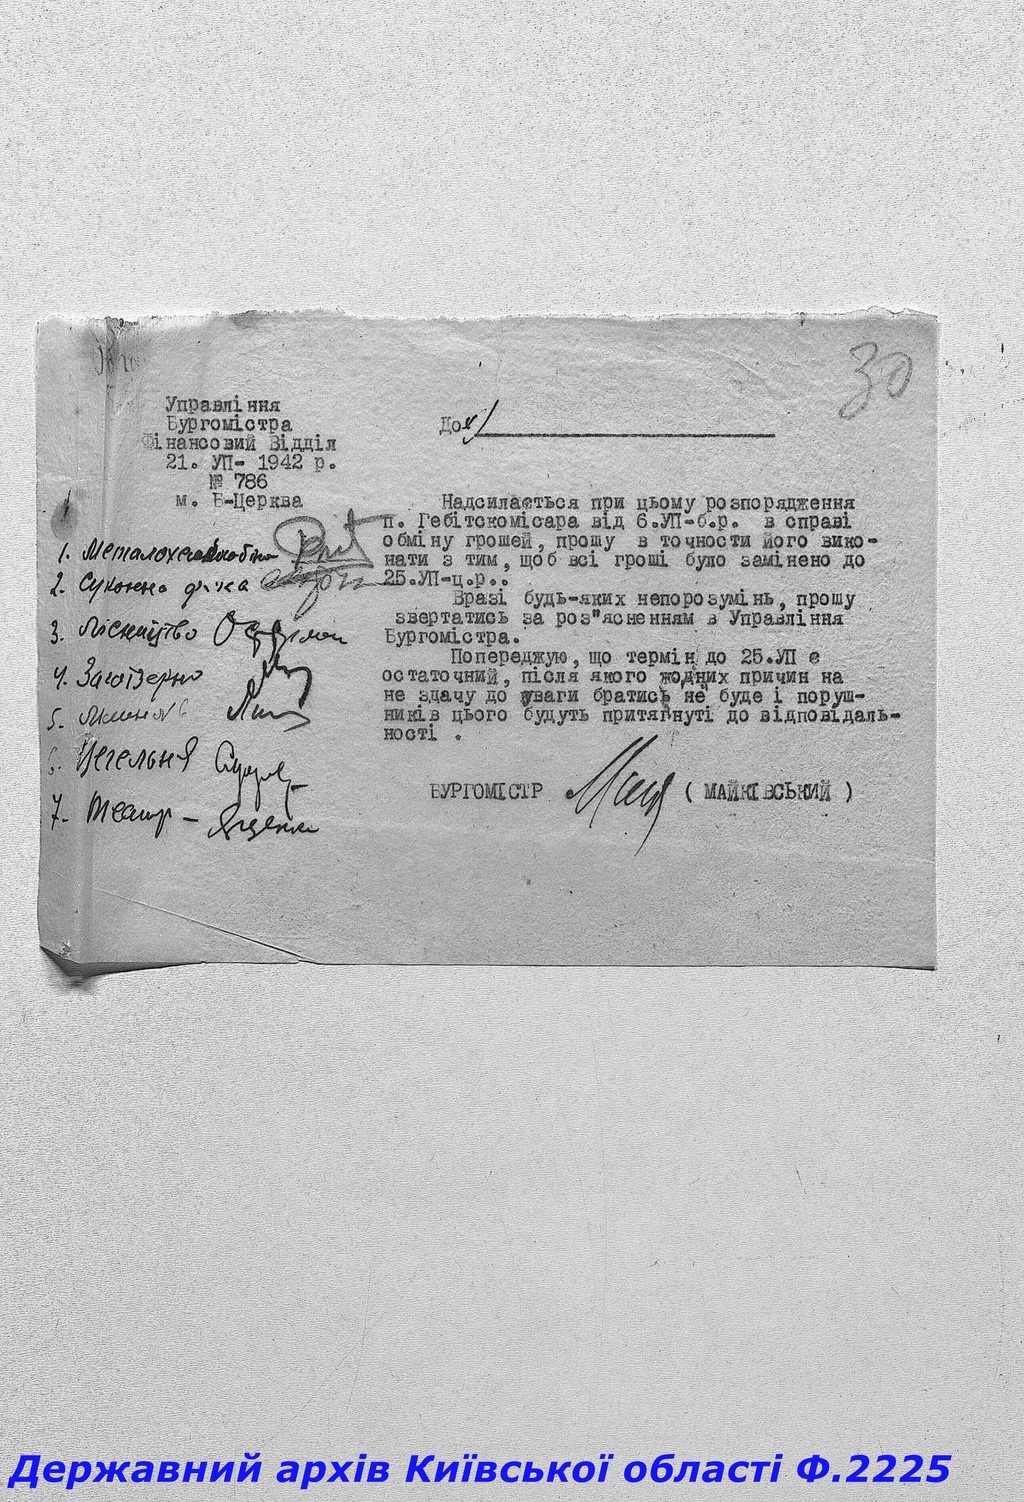 30
Управління
Бургомістра
Фінансовий Відділ
21. УП- 1942 р.
№ 786
м. Б-Церква
До
Надсилається при цьому розпорядження
п. Гебітскомісара від 6.УП-б.р. в справі
обміну грошей, прошу в точности його вико-
нати з тим, щоб всі гроші було замінено до
25.УП-ц.р..
Вразі будь-яких непорозумінь, прошу
звертатись за роз"ясненням в Управління
Бургомістра.
Попереджую, що термін до 25.УП є
остаточний, після якого жодних причин на
не здачу до уваги братись не буде і поруш-
ників цього будуть притягнуті до відповідаль-
ності .
БУРГОМІСТР ( МАЙКІВСЬКИЙ )
1.
2. Суконна ф-ка
3. Лісництво
4. Заготзерно
5.
6. Цегельня
7. Театр -
Державний архів Київської області Ф.2225